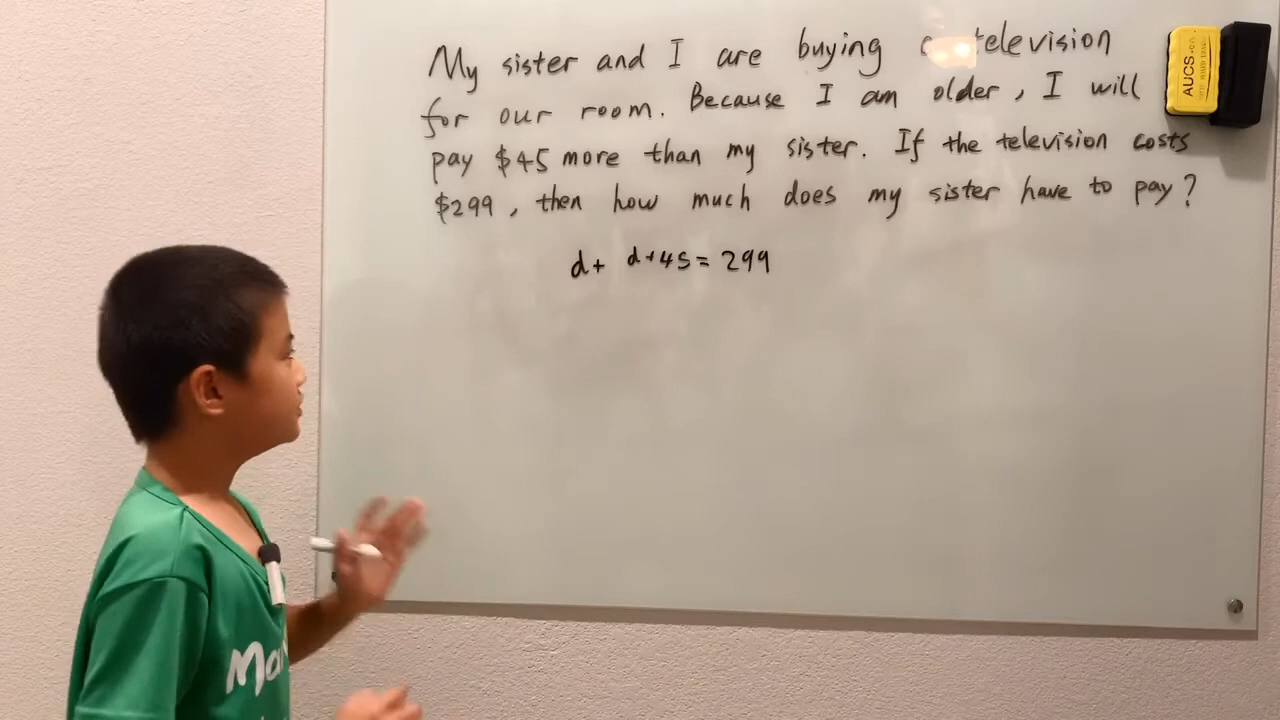 My sister and I are buying television
for our room. Because I am older, I will
pay $45 more than my sister. If the television costs
$299, then how much does my sister have to pay?
d+ d+45= 299
AUCS